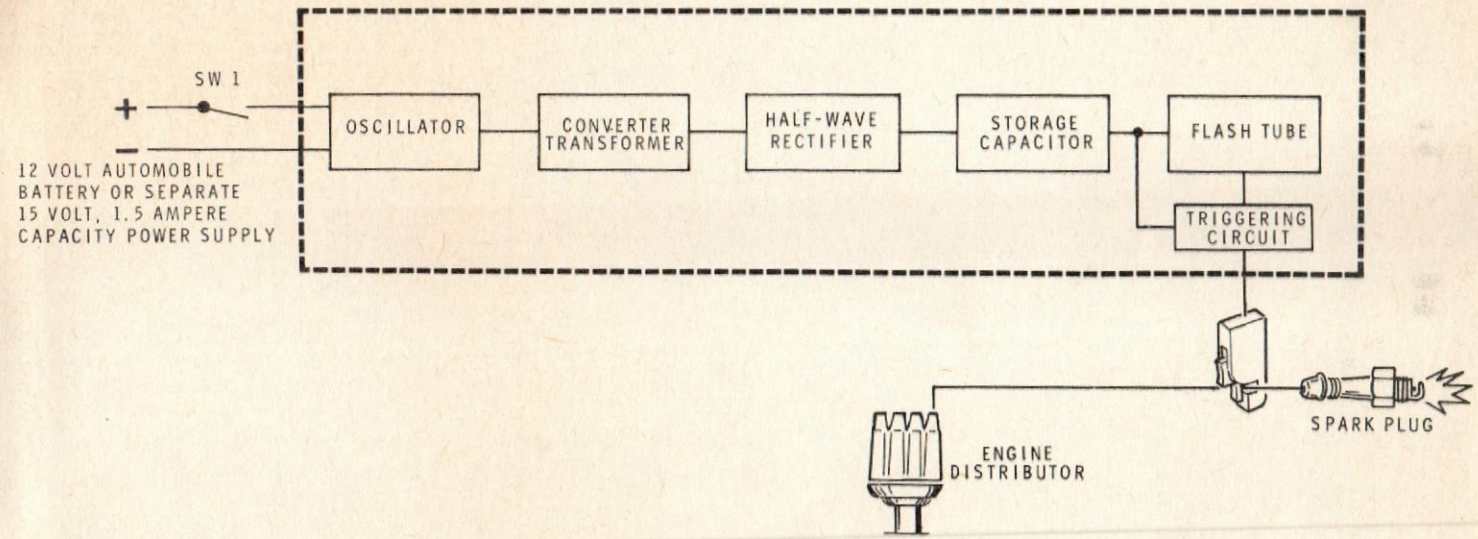 SW 1
+
−
12 VOLT AUTOMOBILE
BATTERY OR SEPARATE
15 VOLT, 1.5 AMPERE
CAPACITY POWER SUPPLY
OSCILLATOR
CONVERTER
TRANSFORMER
HALF-WAVE
RECTIFIER
STORAGE
CAPACITOR
FLASH TUBE
TRIGGERING
CIRCUIT
SPARK PLUG
ENGINE
DISTRIBUTOR